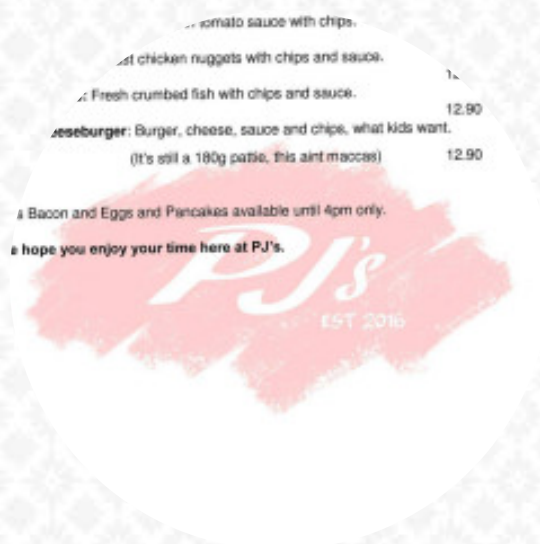 tomato sauce with chips.
chicken nuggets with chips and sauce.
Fresh crumbed fish with chips and sauce.
12.90
eeseburger: Burger, cheese, sauce and chips, what kids want.
(It's still a 180g pattie, this aint maccas) 12.90
Bacon and Eggs and Pancakes available until 4pm only.
e hope you enjoy your time here at PJ's.
PJ's
EST 2016